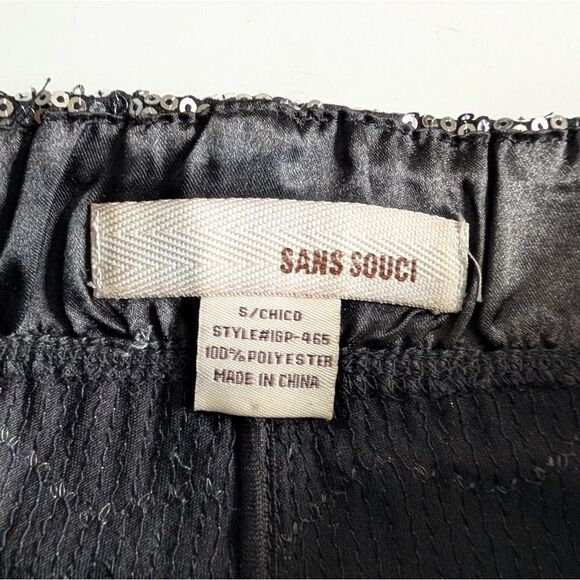 SANS SOUCI
S/CHICO
STYLE#IGP-465
100% POLYESTER
MADE IN CHINA